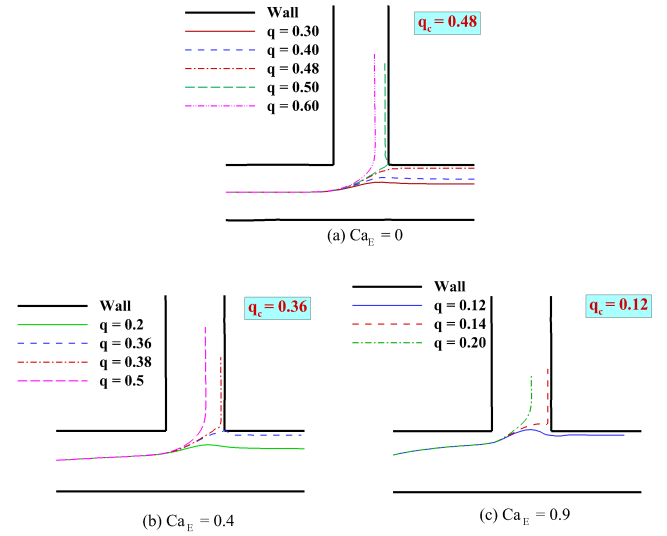 Wall
q = 0.30
q = 0.40
q = 0.48
q = 0.50
q = 0.60
q_c = 0.48
(a) Ca_E = 0
Wall
q = 0.2
q = 0.36
q = 0.38
q = 0.5
q_c = 0.36
(b) Ca_E = 0.4
Wall
q = 0.12
q = 0.14
q = 0.20
q_c = 0.12
(c) Ca_E = 0.9